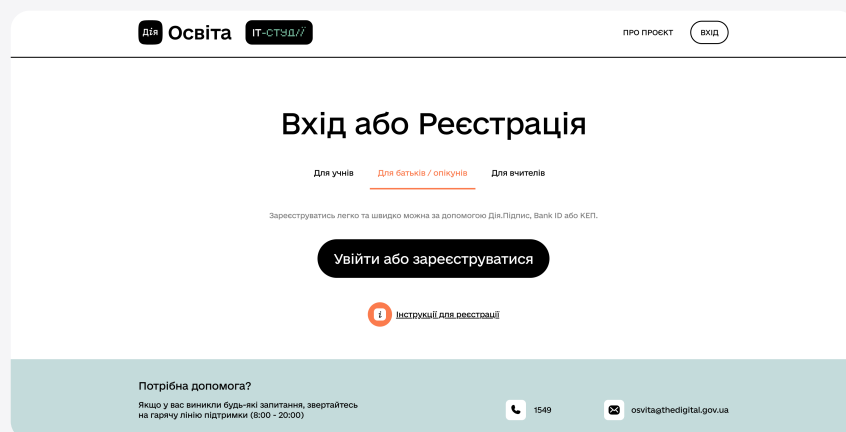 Дія Освіта IT-СТУДІЇ
ПРО ПРОЄКТ ВХІД
Вхід або Реєстрація
Для учнів Для батьків / опікунів Для вчителів
Зареєструватись легко та швидко можна за допомогою Дія.Підпис, Bank ID або КЕП.
Увійти або зареєструватися
i Інструкції для реєстрації
Потрібна допомога?
Якщо у вас виникли будь-які запитання, звертайтесь
на гарячу лінію підтримки (8:00 - 20:00)
1549 osvita@thedigital.gov.ua